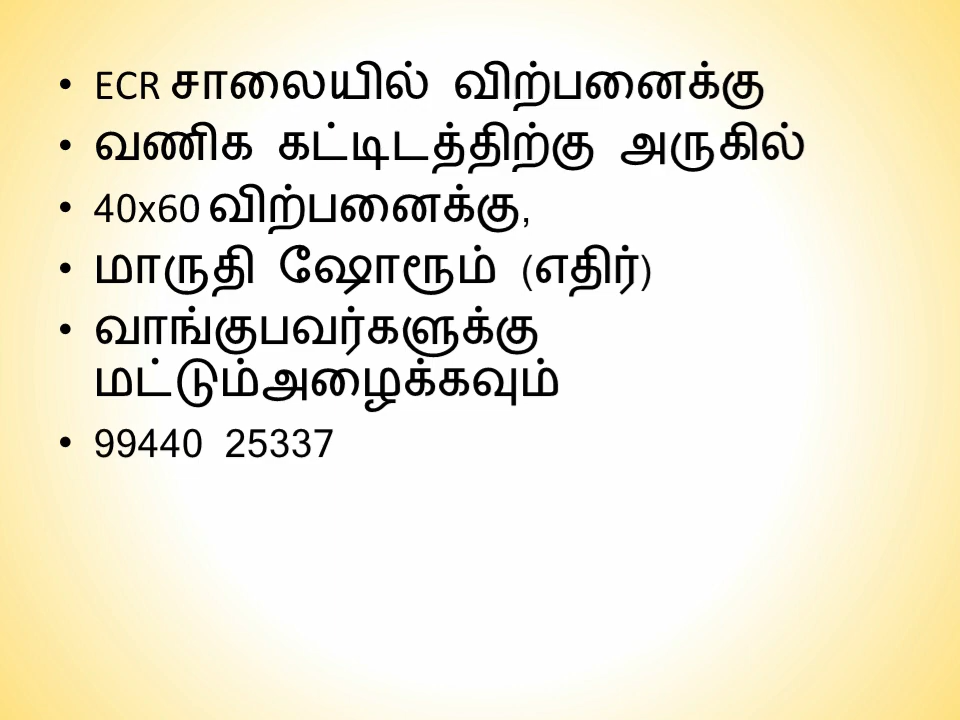 • ECR சாலையில் விற்பனைக்கு
• வணிக கட்டிடத்திற்கு அருகில்
• 40x60 விற்பனைக்கு,
• மாருதி ஷோரூம் (எதிர்)
• வாங்குபவர்களுக்கு
மட்டும்அழைக்கவும்
• 99440 25337